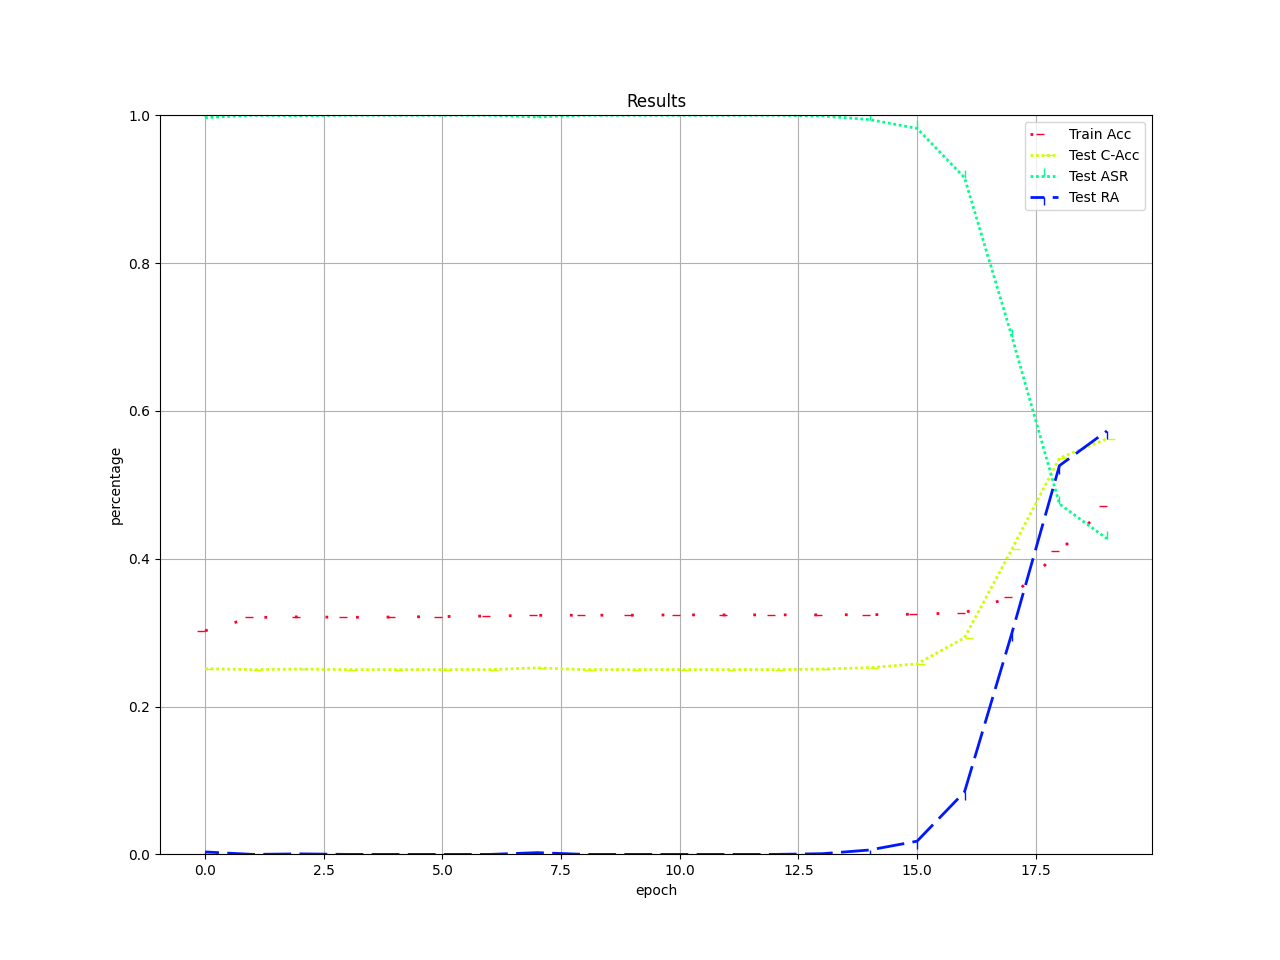 Results
1.0
0.8
0.6
0.4
0.2
0.0
percentage
0.0 2.5 5.0 7.5 10.0 12.5 15.0 17.5
epoch
Train Acc
Test C-Acc
Test ASR
Test RA